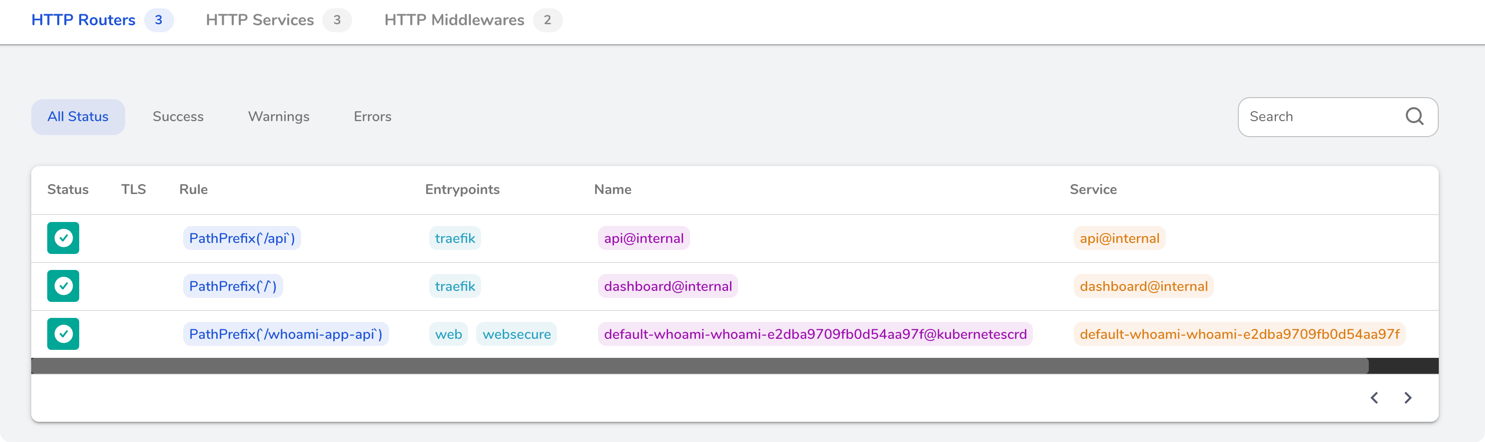 HTTP Routers 3 HTTP Services 3 HTTP Middlewares 2
All Status Success Warnings Errors Search
Status TLS Rule Entrypoints Name Service
PathPrefix(`/api`) traefik api@internal api@internal
PathPrefix(`/`) traefik dashboard@internal dashboard@internal
PathPrefix(`/whoami-app-api`) web websecure default-whoami-whoami-e2dba9709fb0d54aa97f@kubernetescrd default-whoami-whoami-e2dba9709fb0d54aa97f